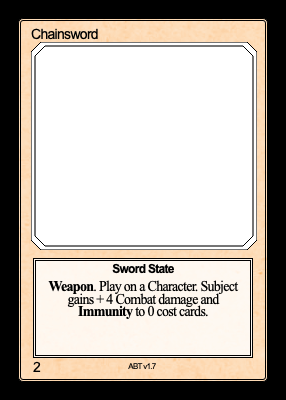 Chainsword
Sword State
Weapon. Play on a Character. Subject
gains + 4 Combat damage and
Immunity to 0 cost cards.
2
ABT v1.7